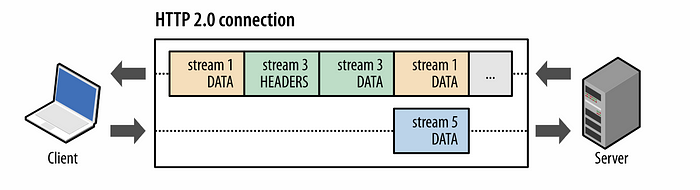 HTTP 2.0 connection
stream 1
DATA
stream 3
HEADERS
stream 3
DATA
stream 1
DATA
...
stream 5
DATA
Client
Server